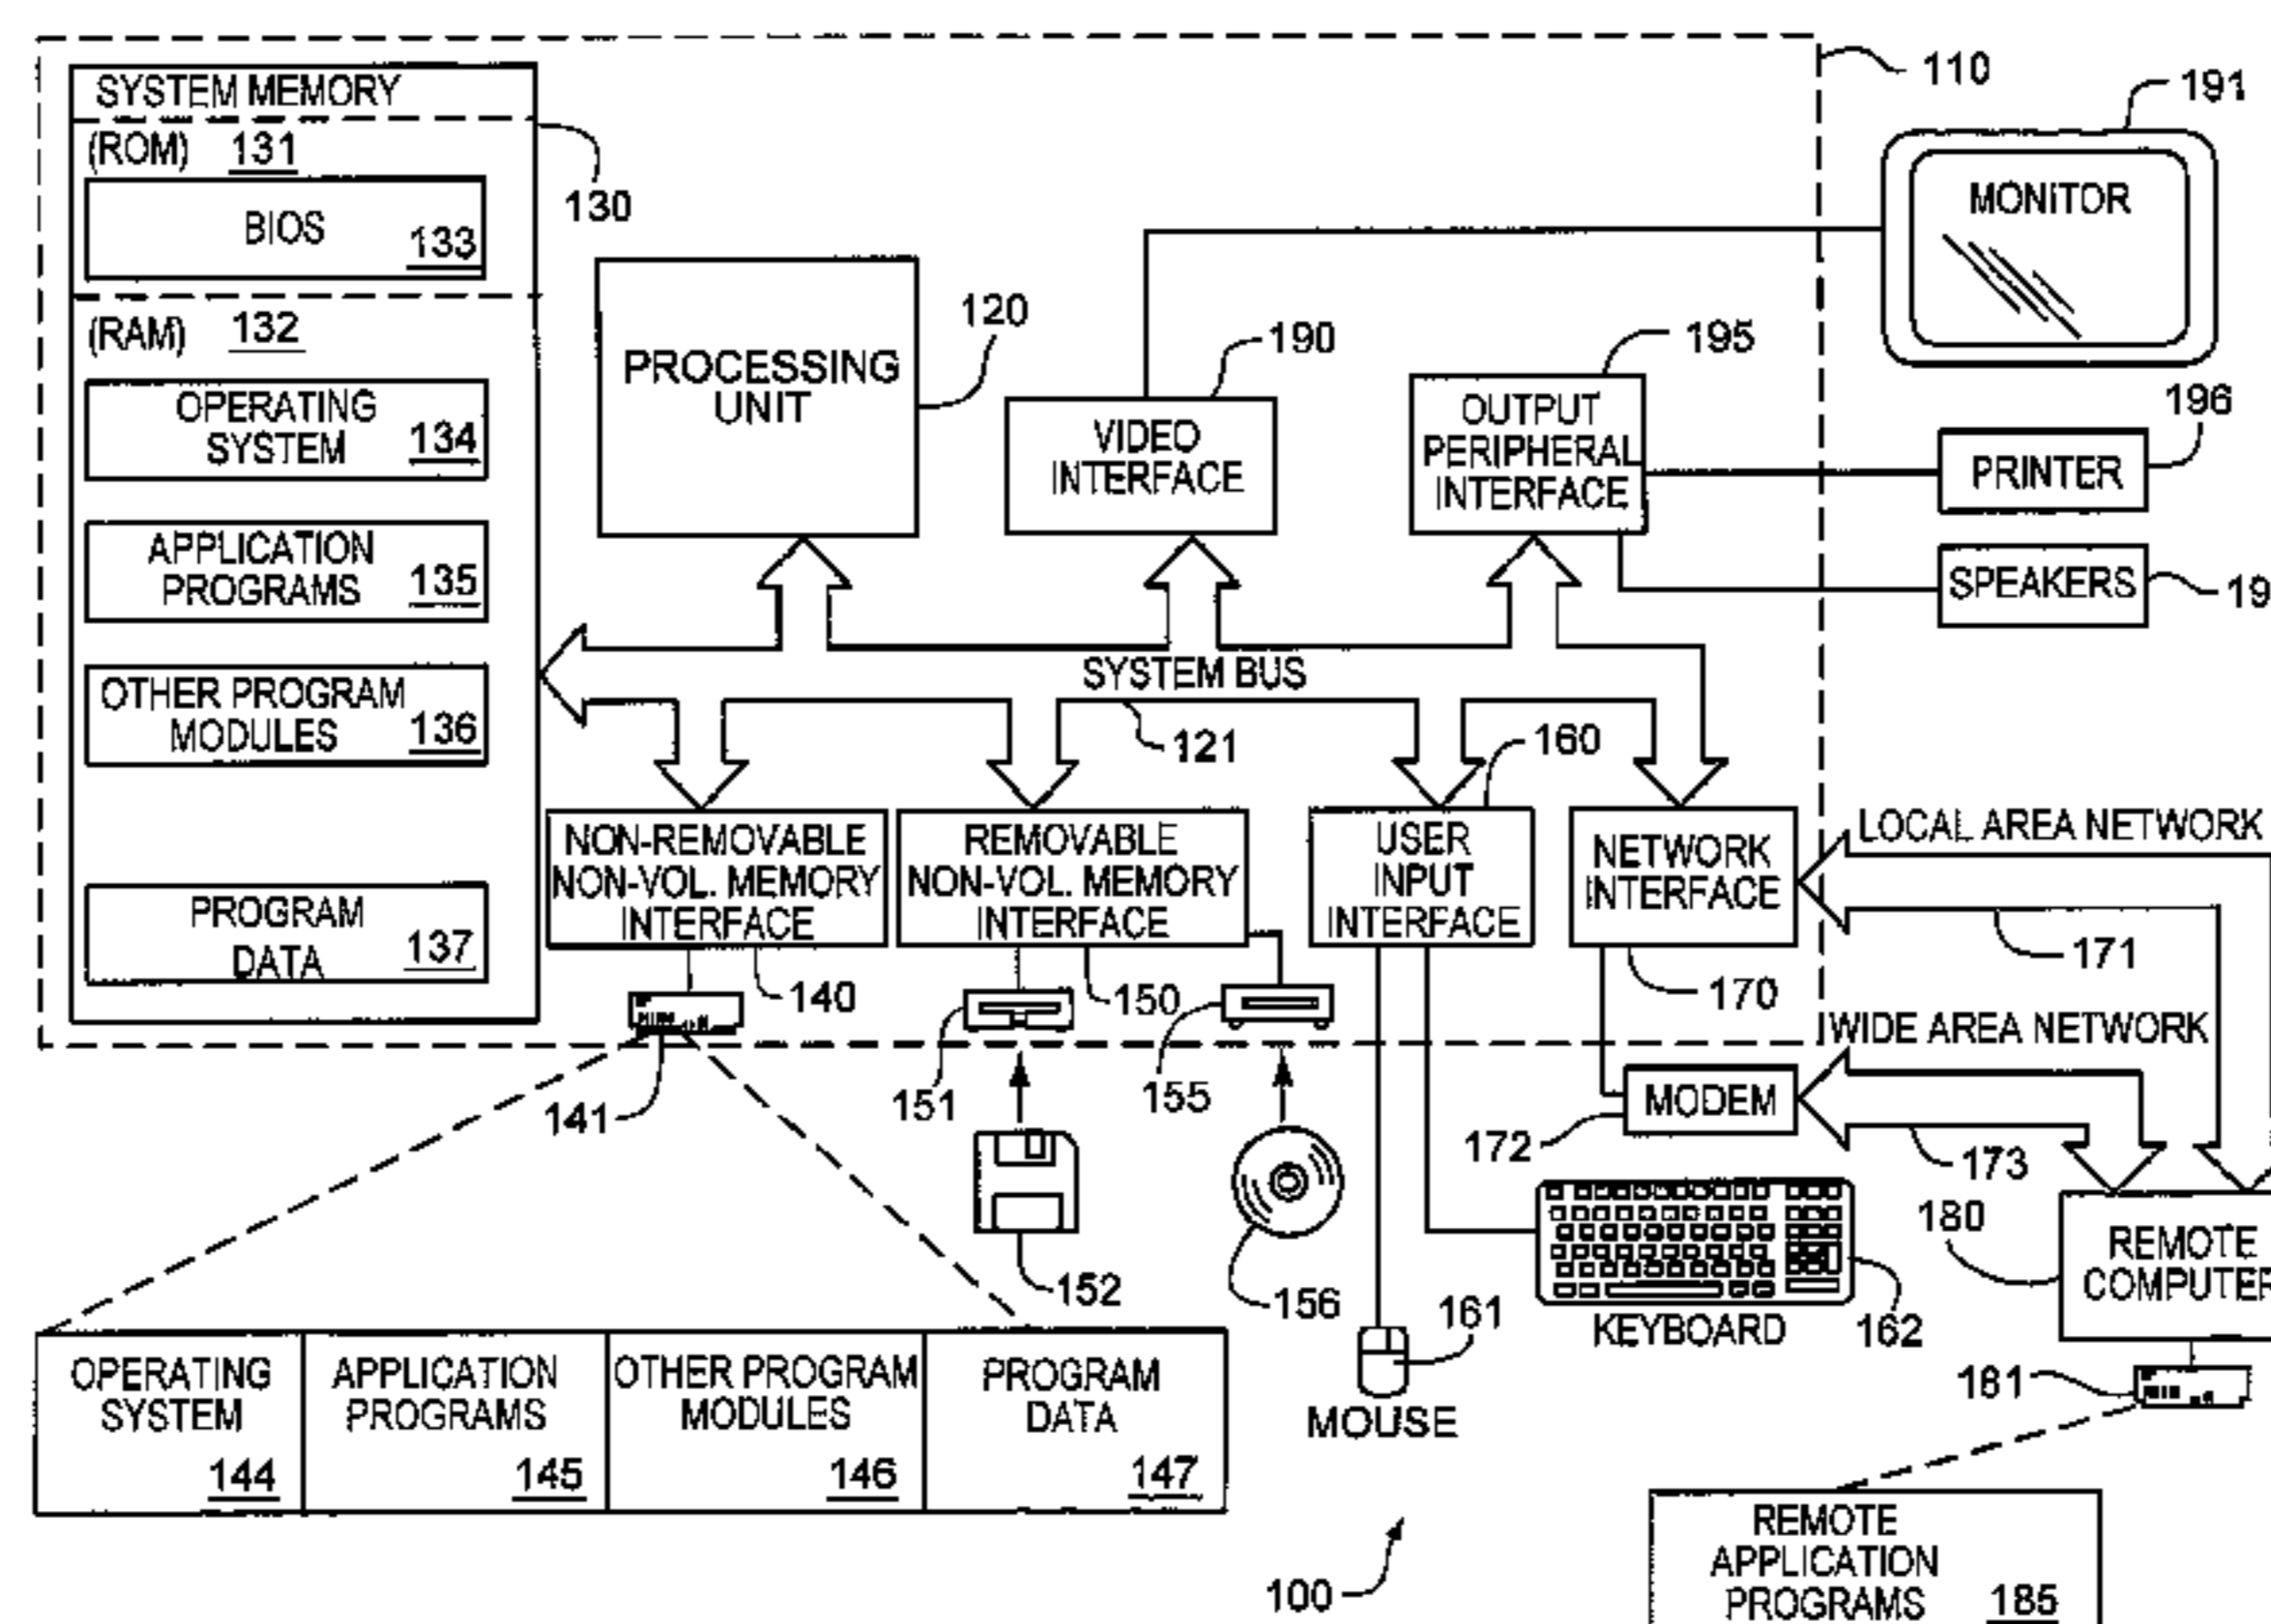 110
191
SYSTEM MEMORY
(ROM) 131
130
BIOS 133
MONITOR
(RAM) 132
120
190
195
PROCESSING
UNIT
OPERATING
SYSTEM 134
VIDEO
INTERFACE
OUTPUT
PERIPHERAL
INTERFACE
196
PRINTER
APPLICATION
PROGRAMS 135
SPEAKERS
19
SYSTEM BUS
OTHER PROGRAM
MODULES 136
121
160
NON-REMOVABLE
NON-VOL. MEMORY
INTERFACE
REMOVABLE
NON-VOL. MEMORY
INTERFACE
USER
INPUT
INTERFACE
NETWORK
INTERFACE
LOCAL AREA NETWORK
PROGRAM
DATA 137
171
140
150
155
170
151
WIDE AREA NETWORK
141
MODEM
172
173
152
156
161
KEYBOARD
162
180
REMOTE
COMPUTER
181
OPERATING
SYSTEM
144
APPLICATION
PROGRAMS
145
OTHER PROGRAM
MODULES
146
PROGRAM
DATA
147
MOUSE
100
REMOTE
APPLICATION
PROGRAMS 185